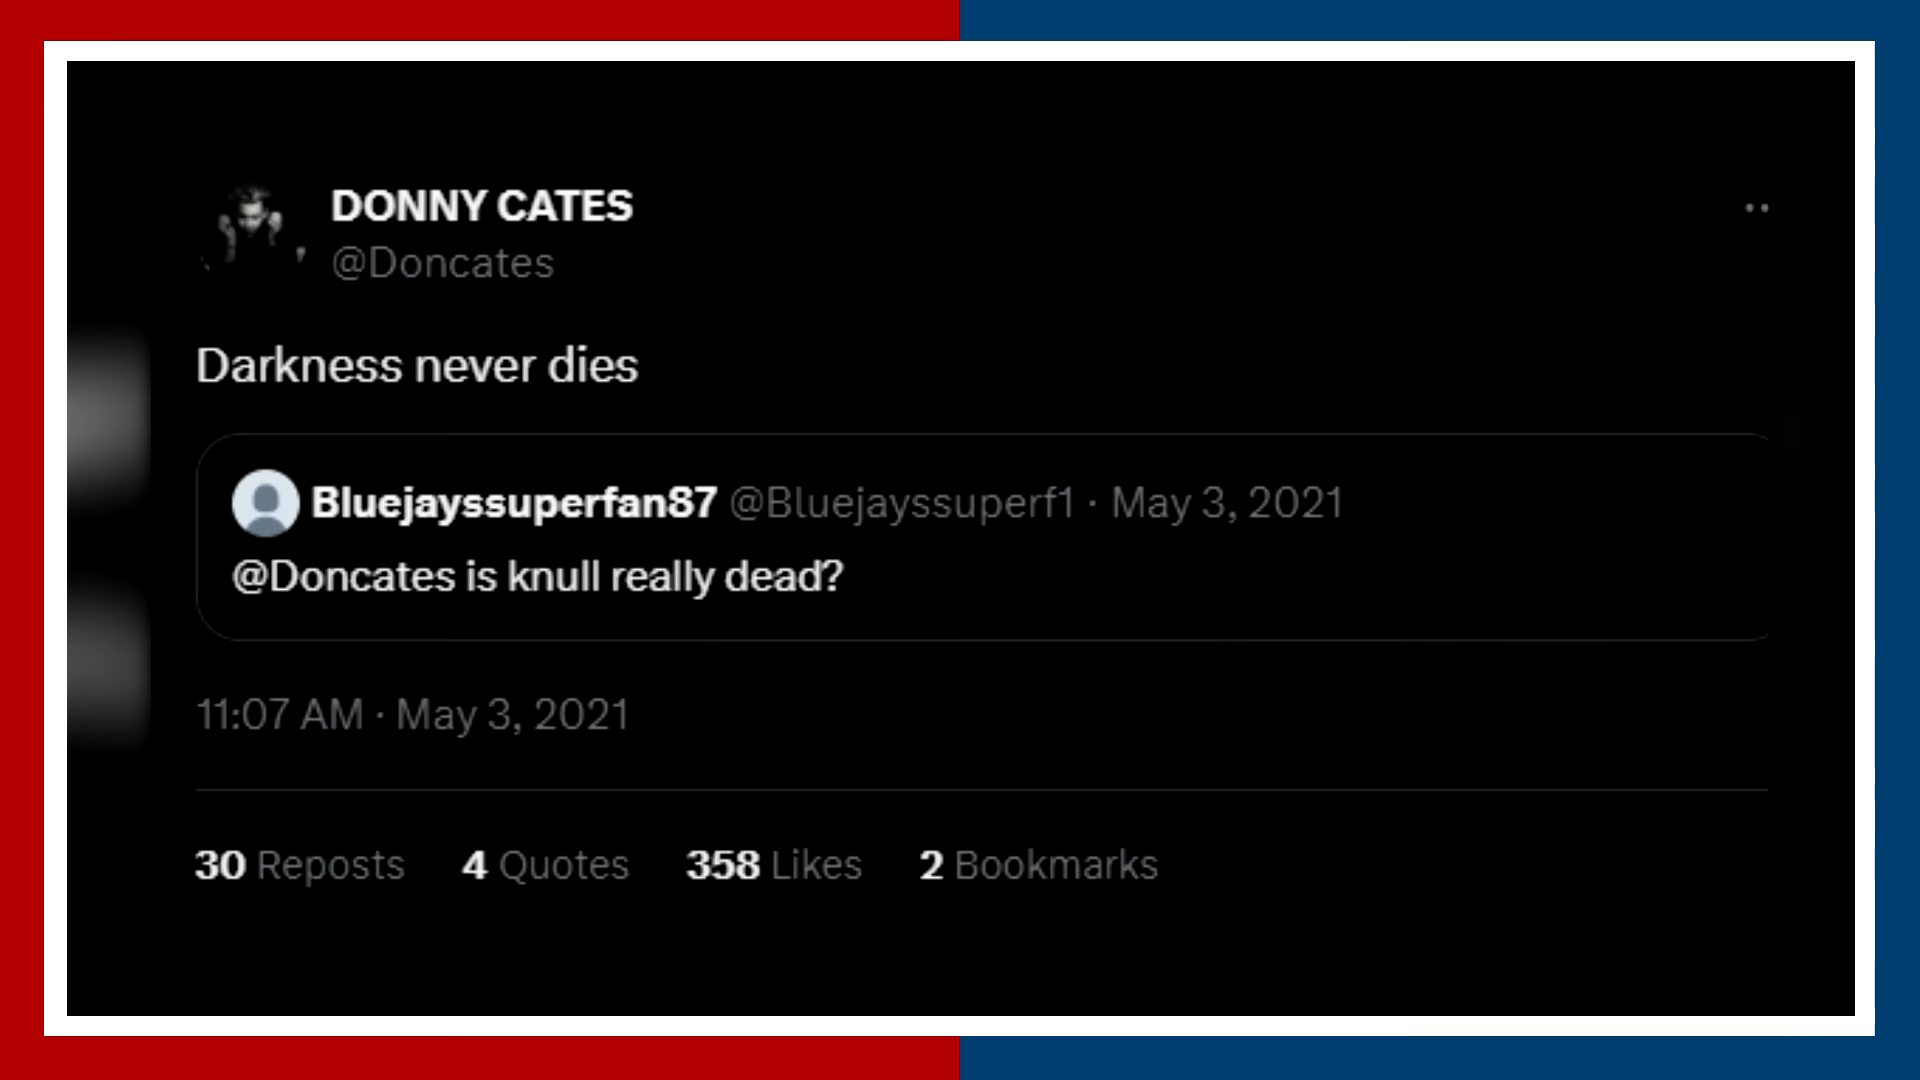 DONNY CATES
@Doncates
Darkness never dies
Bluejayssuperfan87 @Bluejayssuperf1 · May 3, 2021
@Doncates is knull really dead?
11:07 AM · May 3, 2021
30 Reposts 4 Quotes 358 Likes 2 Bookmarks